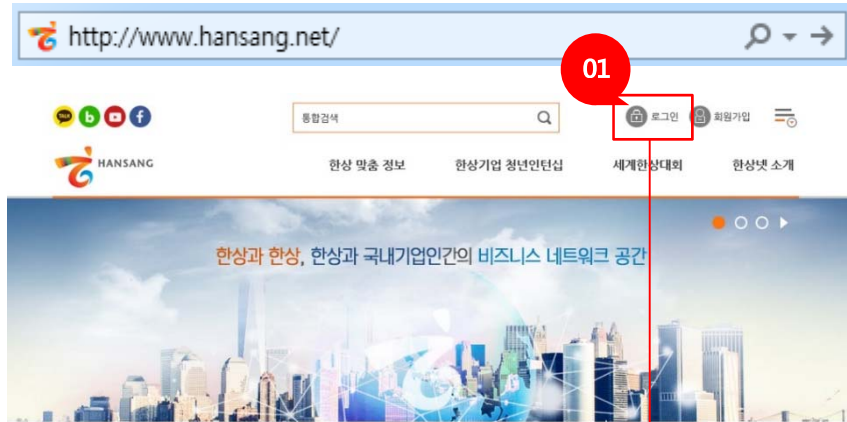 http://www.hansang.net/
01
TALK b f
통합검색
로그인 회원가입
HANSANG
한상 맞춤 정보 한상기업 청년인턴십 세계한상대회 한상넷 소개
한상과 한상, 한상과 국내기업인간의 비즈니스 네트워크 공간